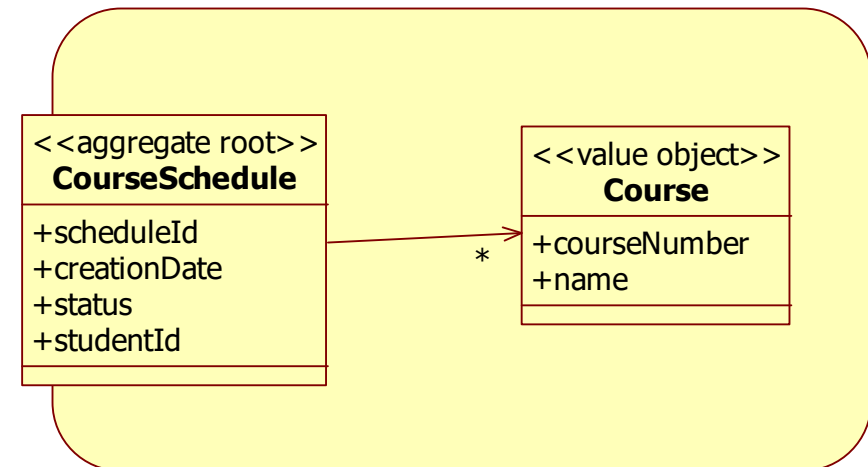 <<aggregate root>>
CourseSchedule
+scheduleId
+creationDate
+status
+studentId
*
<<value object>>
Course
+courseNumber
+name